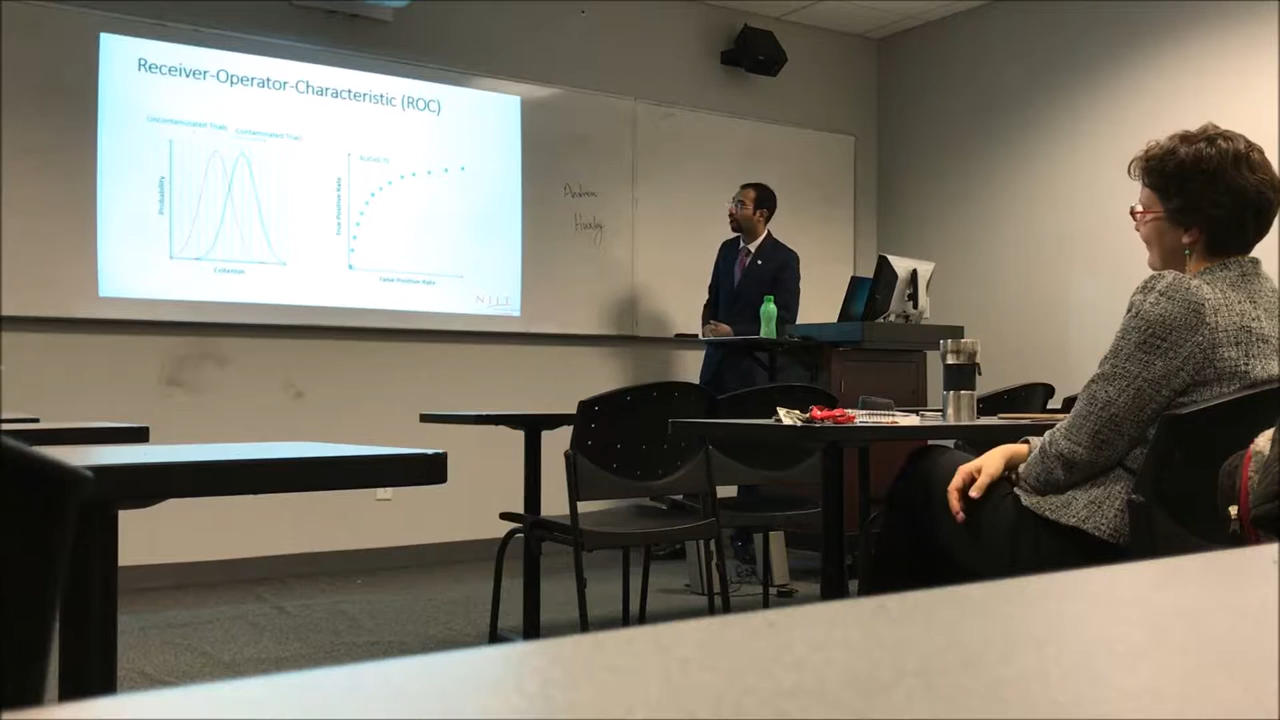 Receiver-Operator-Characteristic (ROC)
Uncontaminated Trials
Contaminated Trials
Probability
Criterion
True Positive Rate
False Positive Rate
NJIT
Andrew
Huxley